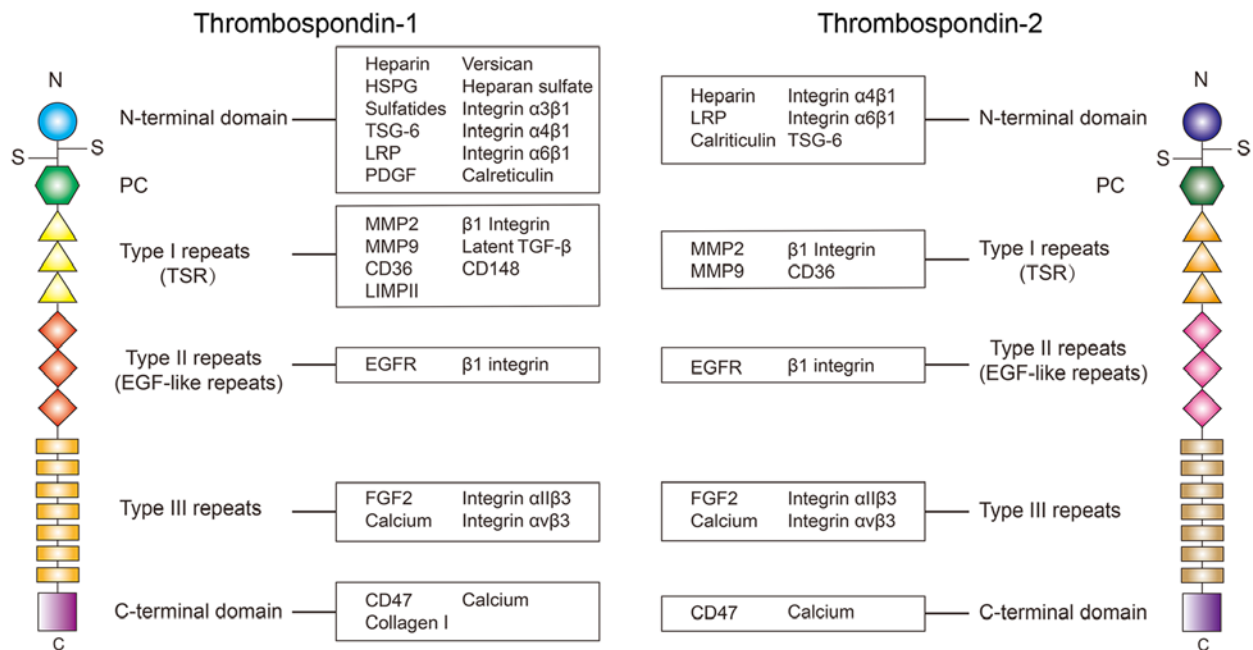 Thrombospondin-1
N
N-terminal domain
S
S
PC
Type I repeats
(TSR)
Type II repeats
(EGF-like repeats)
Type III repeats
C-terminal domain
C
Heparin Versican
HSPG Heparan sulfate
Sulfatides Integrin α3β1
TSG-6 Integrin α4β1
LRP Integrin α6β1
PDGF Calreticulin
MMP2 β1 Integrin
MMP9 Latent TGF-β
CD36 CD148
LIMPII
EGFR β1 integrin
FGF2 Integrin αIIβ3
Calcium Integrin αvβ3
CD47 Calcium
Collagen I
Thrombospondin-2
Heparin Integrin α4β1
LRP Integrin α6β1
Calriticulin TSG-6
MMP2 β1 Integrin
MMP9 CD36
EGFR β1 integrin
FGF2 Integrin αIIβ3
Calcium Integrin αvβ3
CD47 Calcium
N
N-terminal domain
S
S
PC
Type I repeats
(TSR)
Type II repeats
(EGF-like repeats)
Type III repeats
C-terminal domain
C